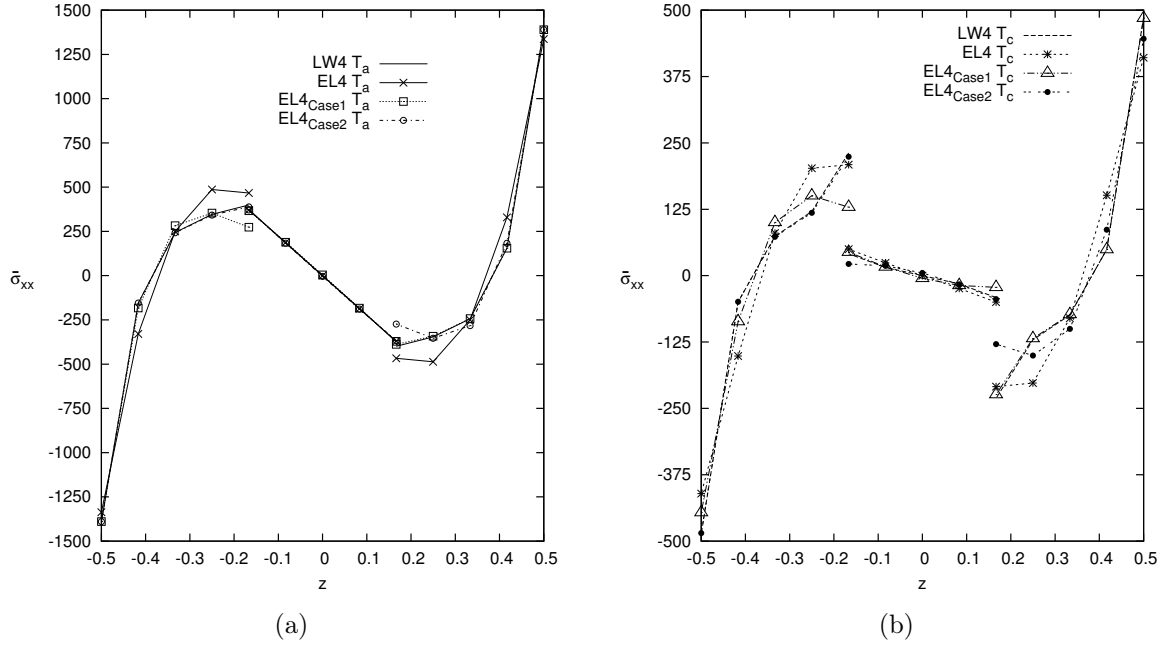 1500
1250
1000
750
500
250
0
-250
-500
-750
-1000
-1250
-1500
-0.5 -0.4 -0.3 -0.2 -0.1 0 0.1 0.2 0.3 0.4 0.5
σ̄xx
z
LW4 Ta
EL4 Ta
EL4Case1 Ta
EL4Case2 Ta
(a)
500
375
250
125
0
-125
-250
-375
-500
-0.5 -0.4 -0.3 -0.2 -0.1 0 0.1 0.2 0.3 0.4 0.5
σ̄xx
z
LW4 Tc
EL4 Tc
EL4Case1 Tc
EL4Case2 Tc
(b)